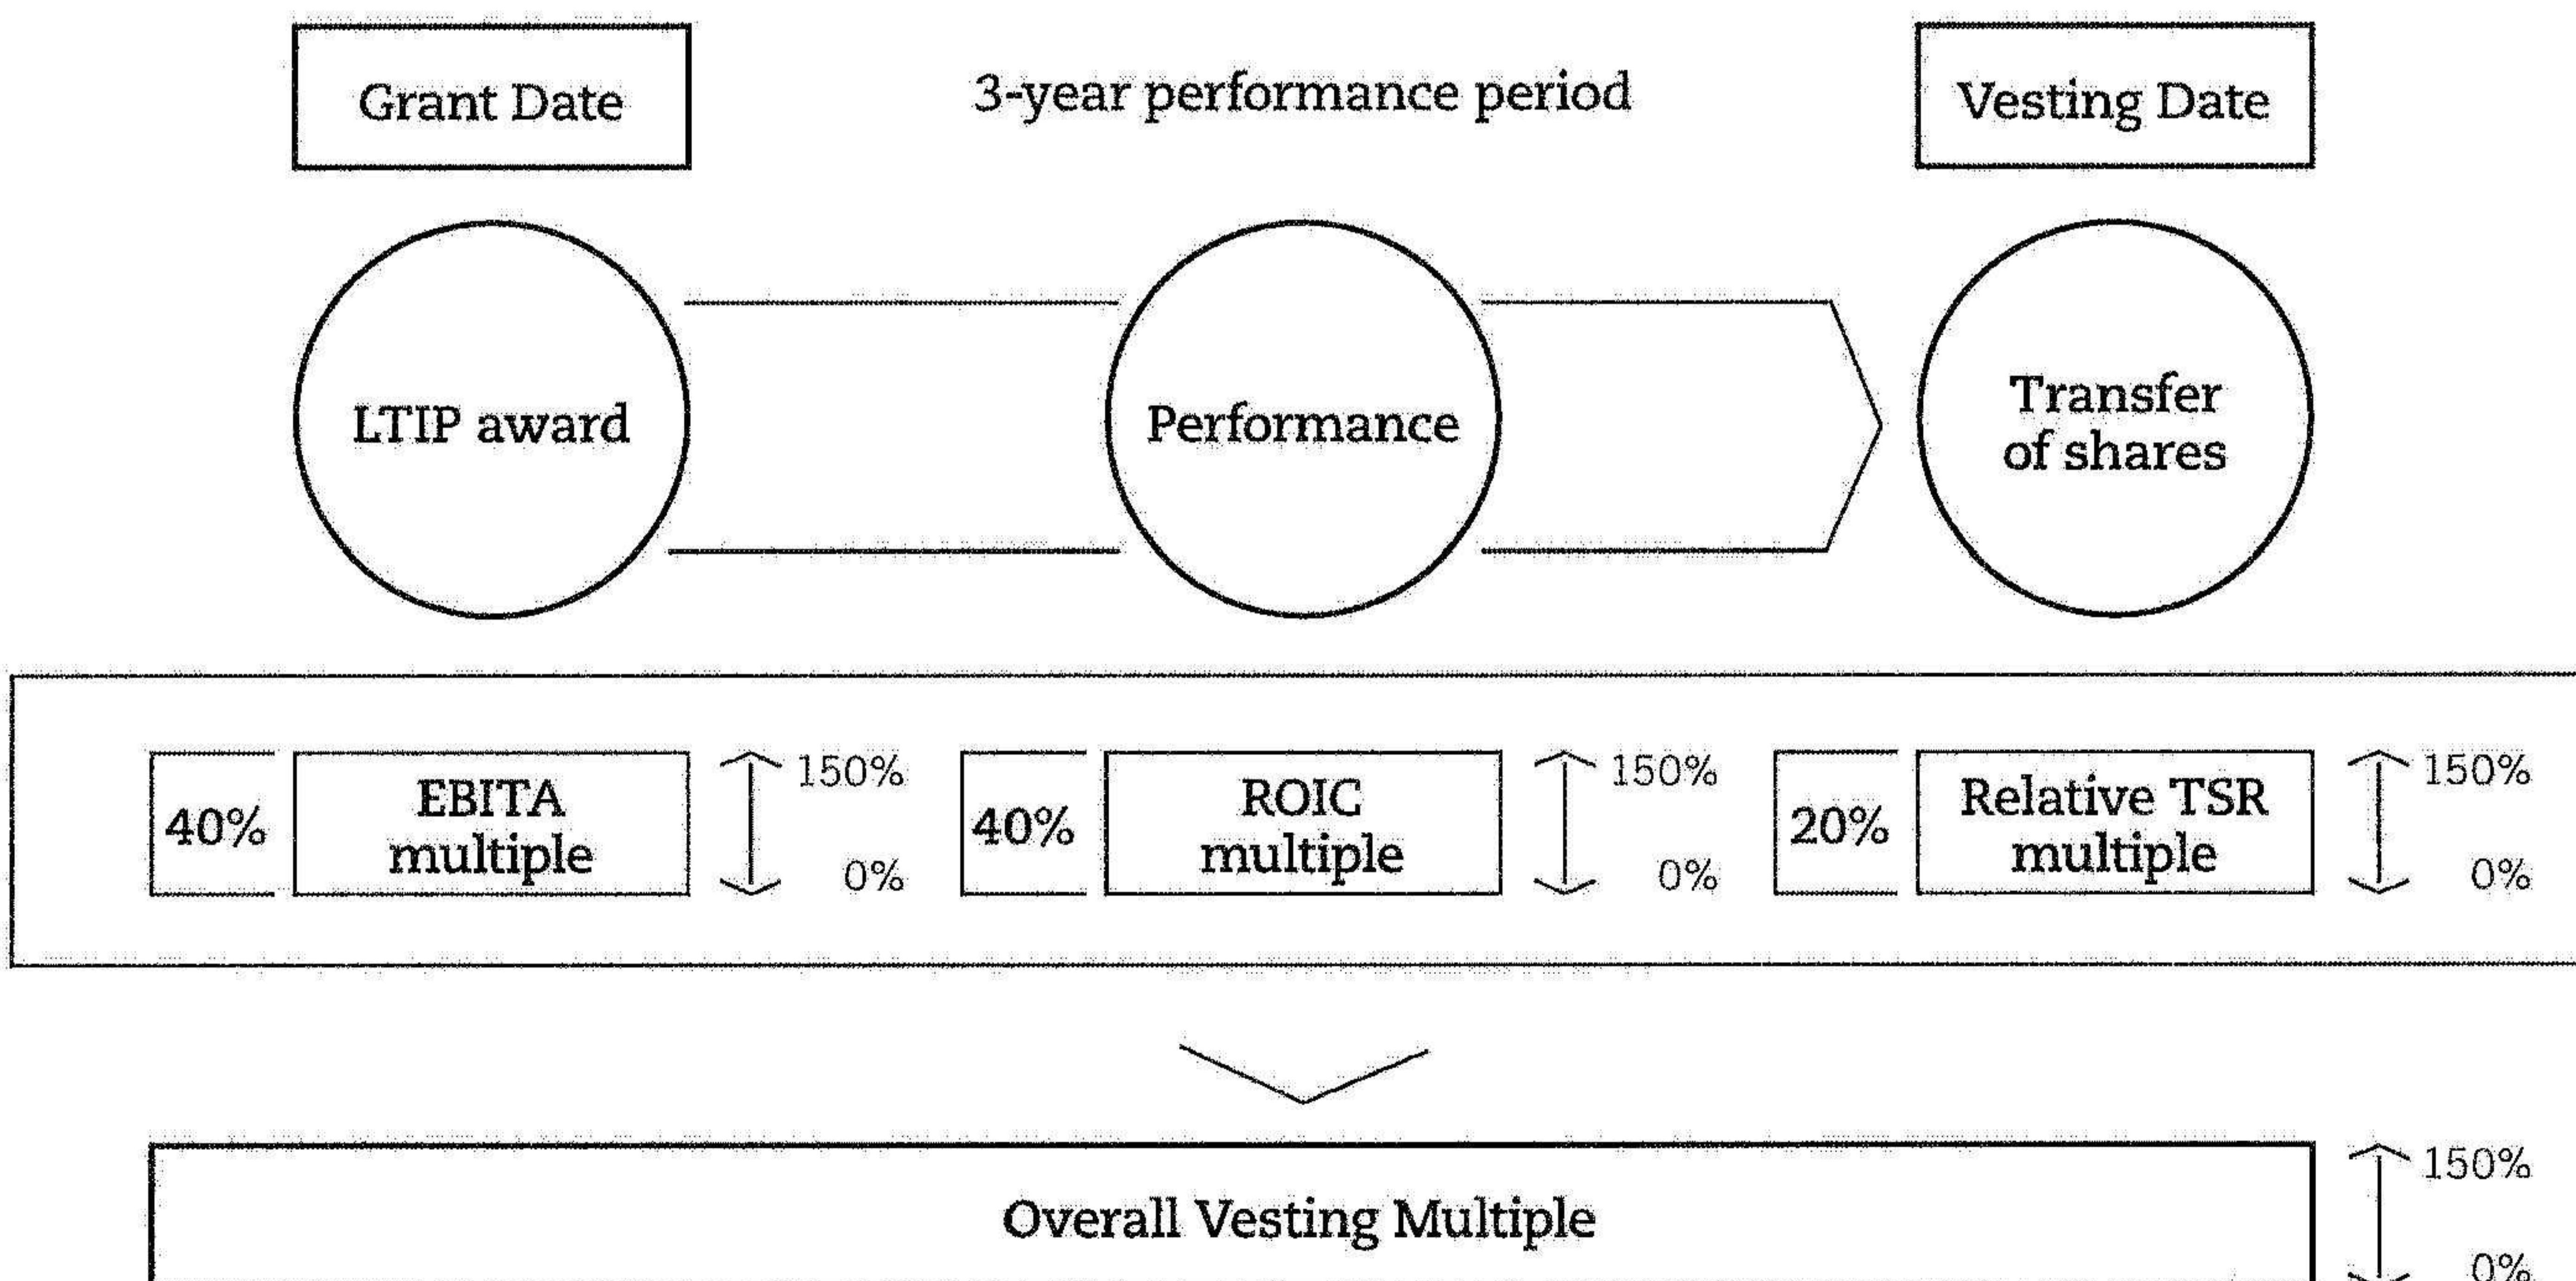 Grant Date
3-year performance period
Vesting Date
LTIP award
Performance
Transfer
of shares
40%
EBITA
multiple
150%
0%
40%
ROIC
multiple
150%
0%
20%
Relative TSR
multiple
150%
0%
Overall Vesting Multiple
150%
0%